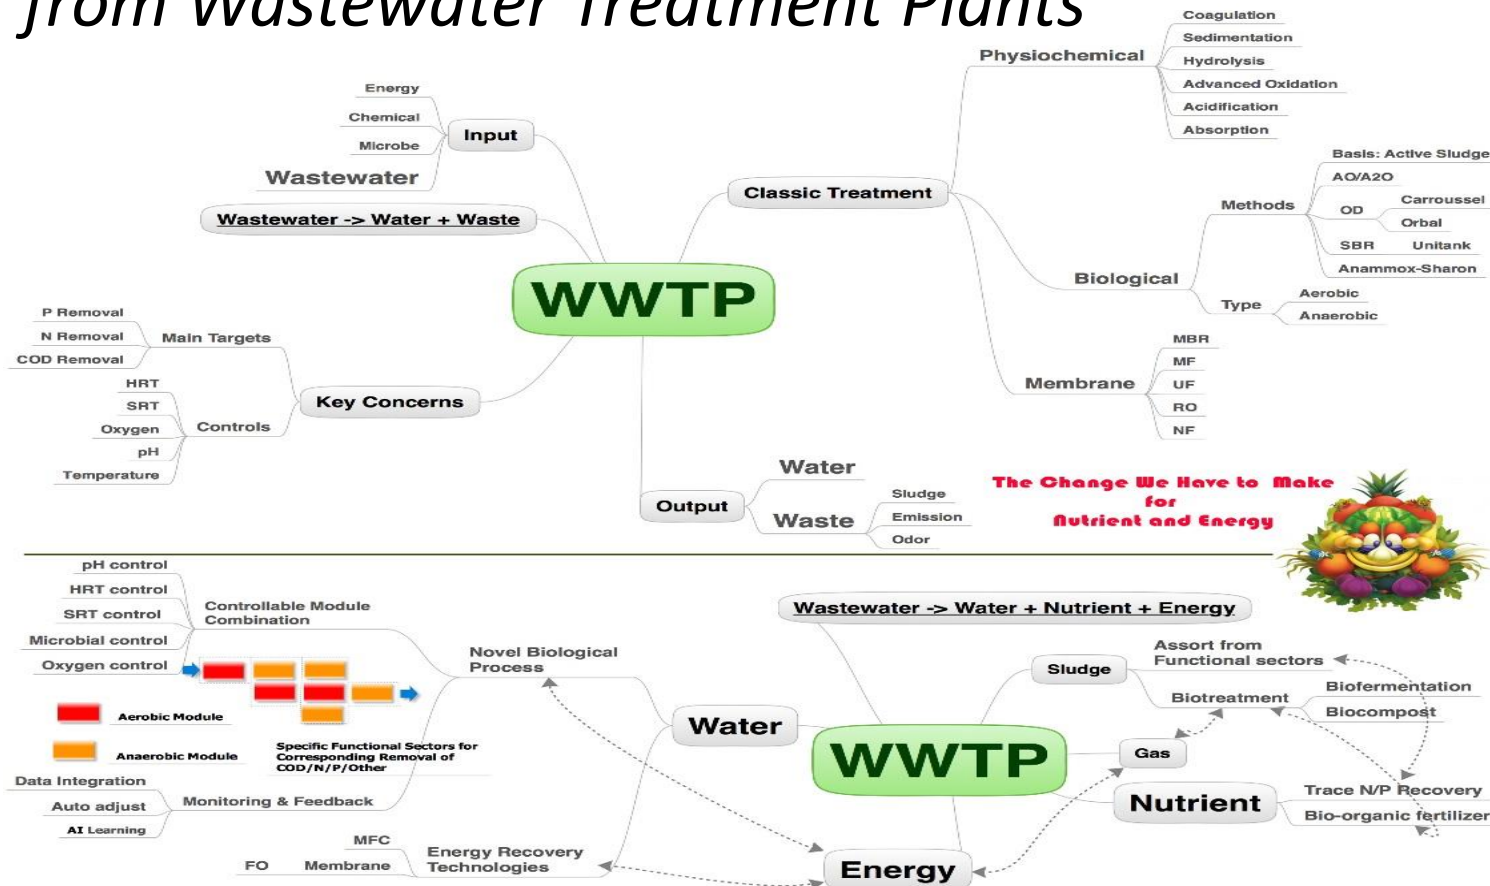 from Wastewater Treatment Plants
Coagulation
Sedimentation
Physiochemical
Hydrolysis
Advanced Oxidation
Acidification
Absorption
Energy
Chemical
Input
Microbe
Wastewater
Wastewater -> Water + Waste
Classic Treatment
Basis: Active Sludge
AO/A2O
Methods
Carroussel
OD
Orbal
SBR
Unitank
Anammox-Sharon
Biological
Type
Aerobic
Anaerobic
WWTP
P Removal
N Removal
Main Targets
COD Removal
HRT
SRT
Key Concerns
Oxygen
Controls
pH
Temperature
MBR
MF
Membrane
UF
RO
NF
Water
Output
Waste
Sludge
Emission
Odor
The Change We Have to Make
for
Nutrient and Energy
pH control
HRT control
Controllable Module
Combination
SRT control
Microbial control
Oxygen control
Novel Biological
Process
Aerobic Module
Anaerobic Module
Specific Functional Sectors for
Corresponding Removal of
COD/N/P/Other
Data Integration
Auto adjust
Monitoring & Feedback
AI Learning
MFC
FO
Membrane
Energy Recovery
Technologies
Water
Wastewater -> Water + Nutrient + Energy
Sludge
Assort from
Functional sectors
Biotreatment
Biofermentation
Biocompost
WWTP
Gas
Nutrient
Trace N/P Recovery
Bio-organic fertilizer
Energy